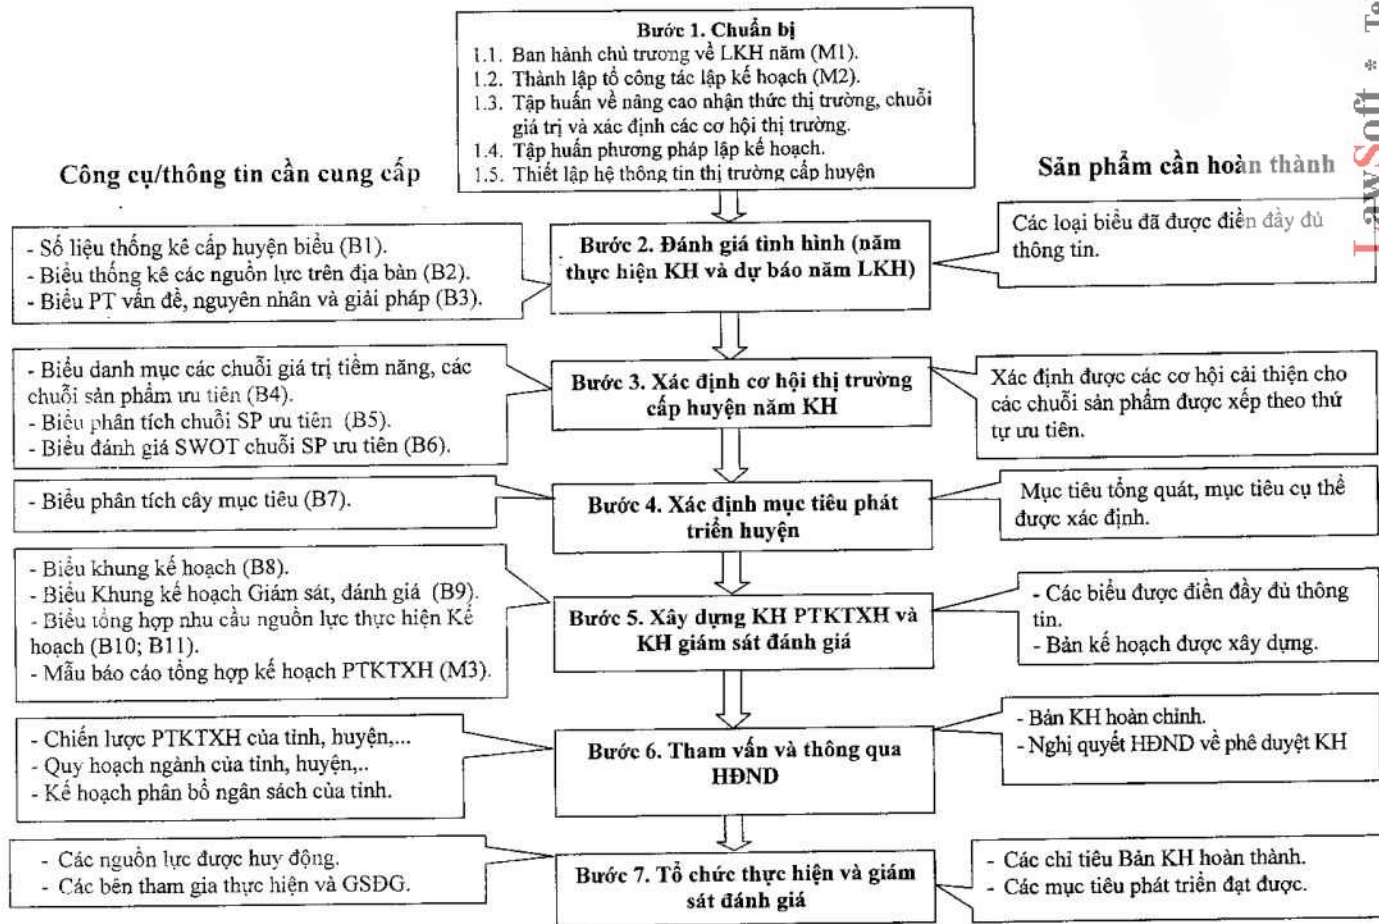 Bước 1. Chuẩn bị
1.1. Ban hành chủ trương về LKH năm (M1).
1.2. Thành lập tổ công tác lập kế hoạch (M2).
1.3. Tập huấn về nâng cao nhận thức thị trường, chuỗi
giá trị và xác định các cơ hội thị trường.
1.4. Tập huấn phương pháp lập kế hoạch.
1.5. Thiết lập hệ thông tin thị trường cấp huyện
Công cụ/thông tin cần cung cấp
Sản phẩm cần hoàn thành
LawSoft *
- Số liệu thống kê cấp huyện biểu (B1).
- Biểu thống kê các nguồn lực trên địa bàn (B2).
- Biểu PT vấn đề, nguyên nhân và giải pháp (B3).
Bước 2. Đánh giá tình hình (năm
thực hiện KH và dự báo năm LKH)
Các loại biểu đã được điền đầy đủ
thông tin.
- Biểu danh mục các chuỗi giá trị tiềm năng, các
chuỗi sản phẩm ưu tiên (B4).
- Biểu phân tích chuỗi SP ưu tiên (B5).
- Biểu đánh giá SWOT chuỗi SP ưu tiên (B6).
Bước 3. Xác định cơ hội thị trường
cấp huyện năm KH
Xác định được các cơ hội cải thiện cho
các chuỗi sản phẩm được xếp theo thứ
tự ưu tiên.
- Biểu phân tích cây mục tiêu (B7).
Bước 4. Xác định mục tiêu phát
triển huyện
Mục tiêu tổng quát, mục tiêu cụ thể
được xác định.
- Biểu khung kế hoạch (B8).
- Biểu Khung kế hoạch Giám sát, đánh giá (B9).
- Biểu tổng hợp nhu cầu nguồn lực thực hiện Kế
hoạch (B10; B11).
- Mẫu báo cáo tổng hợp kế hoạch PTKTXH (M3).
Bước 5. Xây dựng KH PTKTXH và
KH giám sát đánh giá
- Các biểu được điền đầy đủ thông
tin.
- Bản kế hoạch được xây dựng.
- Chiến lược PTKTXH của tỉnh, huyện,...
- Quy hoạch ngành của tỉnh, huyện,..
- Kế hoạch phân bổ ngân sách của tỉnh.
Bước 6. Tham vấn và thông qua
HĐND
- Bản KH hoàn chỉnh.
- Nghị quyết HĐND về phê duyệt KH
- Các nguồn lực được huy động.
- Các bên tham gia thực hiện và GSĐG.
Bước 7. Tổ chức thực hiện và giám
sát đánh giá
- Các chỉ tiêu Bản KH hoàn thành.
- Các mục tiêu phát triển đạt được.